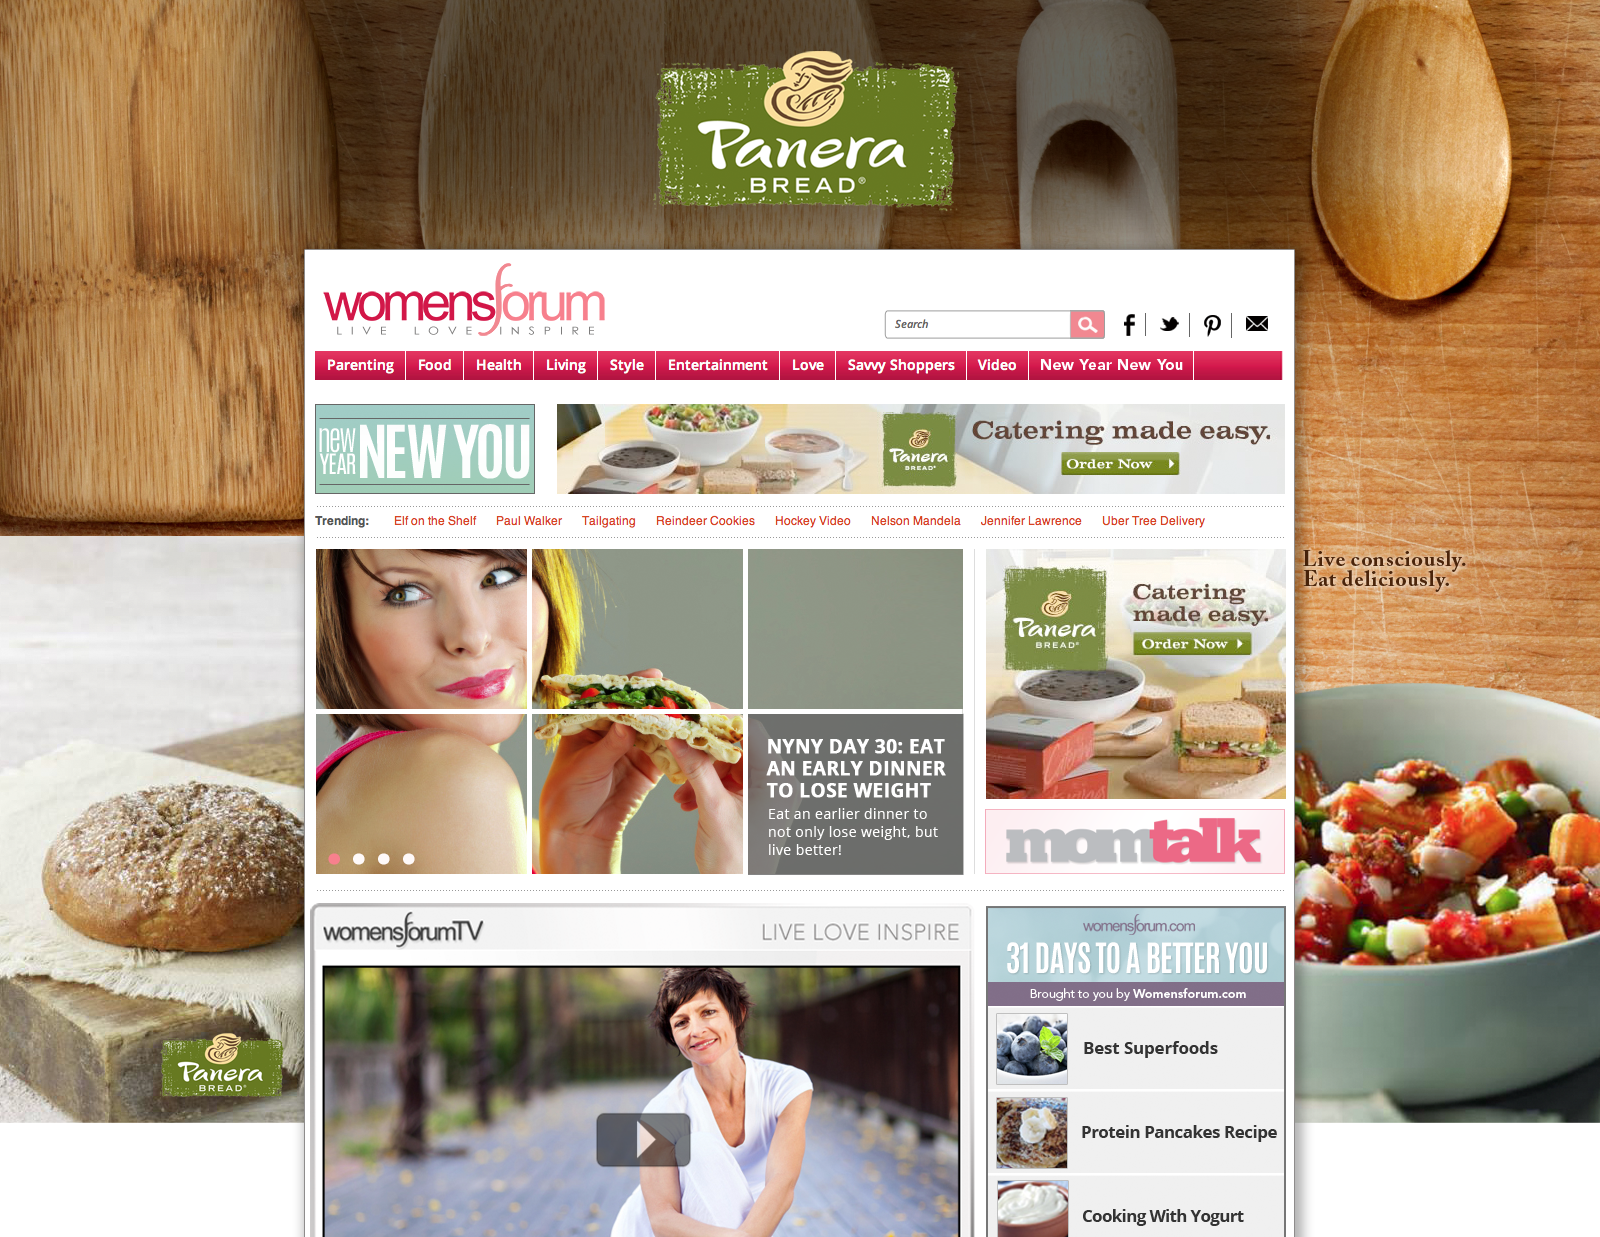 Panera
BREAD®
womensforum
LIVE LOVE INSPIRE
Search
Parenting Food Health Living Style Entertainment Love Savvy Shoppers Video New Year New You
new
YEAR
NEW YOU
Panera
BREAD®
Catering made easy.
Order Now
Trending: Elf on the Shelf Paul Walker Tailgating Reindeer Cookies Hockey Video Nelson Mandela Jennifer Lawrence Uber Tree Delivery
Live consciously.
Eat deliciously.
Panera
BREAD®
Catering
made easy.
Order Now
NYNY DAY 30: EAT
AN EARLY DINNER
TO LOSE WEIGHT
Eat an earlier dinner to
not only lose weight, but
live better!
momtalk
womensforumTV
LIVE LOVE INSPIRE
womensforum.com
31 DAYS TO A BETTER YOU
Brought to you by Womensforum.com
Best Superfoods
Protein Pancakes Recipe
Cooking With Yogurt
Panera
BREAD®